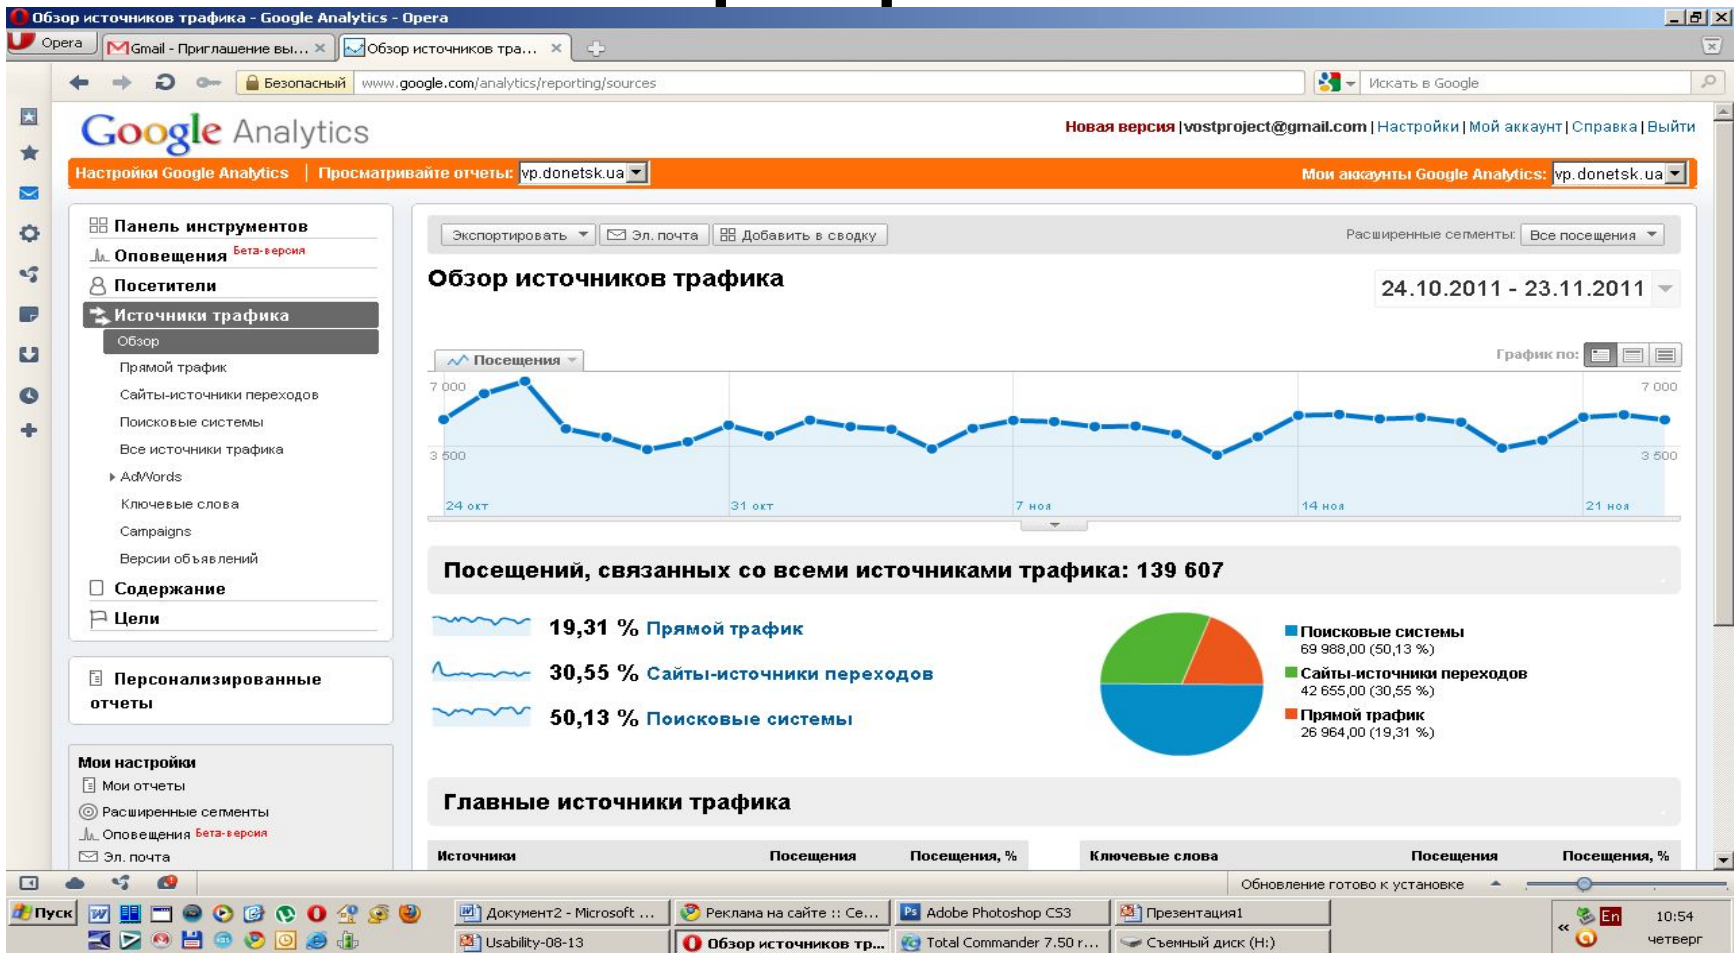 Обзор источников трафика - Google Analytics - Opera
Opera
Gmail - Приглашение вы...
Обзор источников тра...
Безопасный
www.google.com/analytics/reporting/sources
Искать в Google
Google Analytics
Новая версия | vostproject@gmail.com | Настройки | Мой аккаунт | Справка | Выйти
Настройки Google Analytics | Просматривайте отчеты: vp.donetsk.ua
Мои аккаунты Google Analytics: vp.donetsk.ua
Панель инструментов
Оповещения Бета-версия
Посетители
Источники трафика
Обзор
Прямой трафик
Сайты-источники переходов
Поисковые системы
Все источники трафика
AdWords
Ключевые слова
Campaigns
Версии объявлений
Содержание
Цели
Персонализированные
отчеты
Мои настройки
Мои отчеты
Расширенные сегменты
Оповещения Бета-версия
Эл. почта
Экспортировать
Эл. почта
Добавить в сводку
Расширенные сегменты: Все посещения
Обзор источников трафика
24.10.2011 - 23.11.2011
Посещения
График по:
7 000
7 000
3 500
3 500
24 окт
31 окт
7 ноя
14 ноя
21 ноя
Посещений, связанных со всеми источниками трафика: 139 607
19,31 % Прямой трафик
30,55 % Сайты-источники переходов
50,13 % Поисковые системы
Поисковые системы
69 988,00 (50,13 %)
Сайты-источники переходов
42 655,00 (30,55 %)
Прямой трафик
26 964,00 (19,31 %)
Главные источники трафика
Источники Посещения Посещения, %
Ключевые слова Посещения Посещения, %
Обновление готово к установке
Пуск
Документ2 - Microsoft ...
Реклама на сайте :: Се...
Adobe Photoshop CS3
Презентация1
En
10:54
Usability-08-13
Обзор источников тр...
Total Commander 7.50 r...
Съемный диск (H:)
четверг